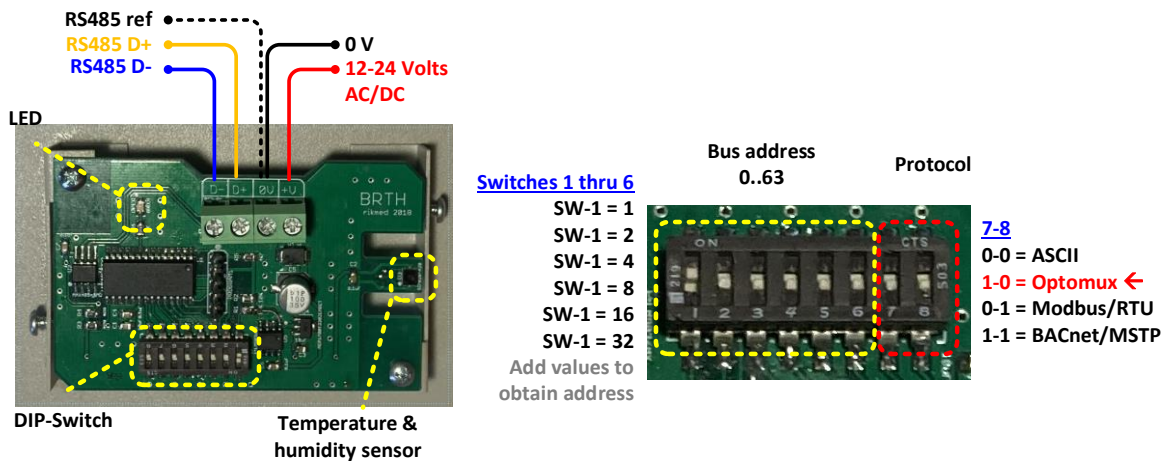 RS485 ref
RS485 D+
RS485 D-
0 V
12-24 Volts
AC/DC
LED
D- D+ 0V +V
BRTH
rikmed 2018
DIP-Switch
Temperature &
humidity sensor
Bus address
0..63
Protocol
Switches 1 thru 6
SW-1 = 1
SW-1 = 2
SW-1 = 4
SW-1 = 8
SW-1 = 16
SW-1 = 32
Add values to
obtain address
ON
CTS
219
503
1 2 3 4 5 6 7 8
7-8
0-0 = ASCII
1-0 = Optomux ←
0-1 = Modbus/RTU
1-1 = BACnet/MSTP